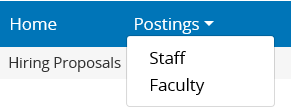 Home Postings
Staff
Hiring Proposals
Faculty